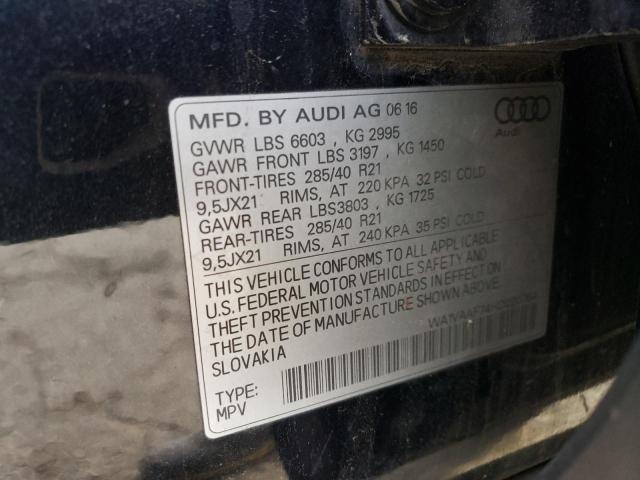 MFD. BY AUDI AG 06 16
Audi
GVWR LBS 6603 , KG 2995
GAWR FRONT LBS 3197 , KG 1450
FRONT-TIRES 285/40 R21
9,5JX21 RIMS, AT 220 KPA 32 PSI COLD
GAWR REAR LBS3803 , KG 1725
REAR-TIRES 285/40 R21
9,5JX21 RIMS, AT 240 KPA 35 PSI COLD
THIS VEHICLE CONFORMS TO ALL APPLICABLE
U.S. FEDERAL MOTOR VEHICLE SAFETY AND
THEFT PREVENTION STANDARDS IN EFFECT ON
THE DATE OF MANUFACTURE SHOWN ABOVE.
SLOVAKIA
TYPE:
MPV